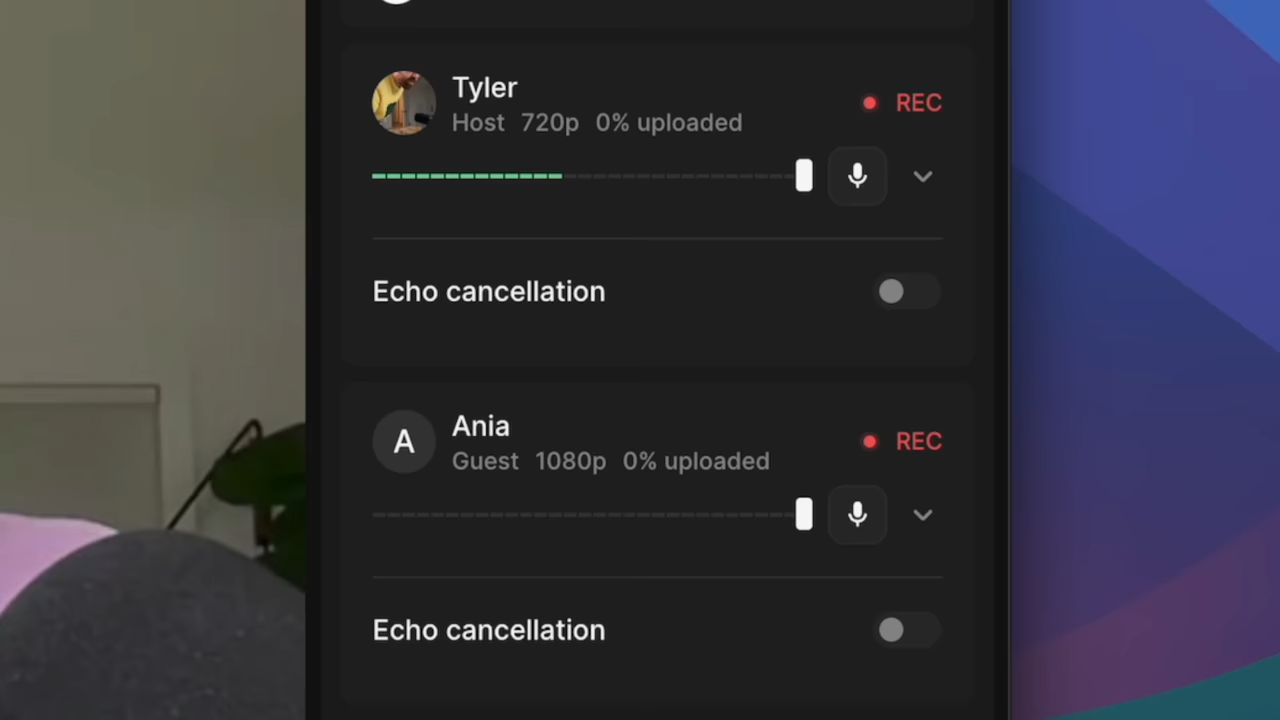 Tyler
REC
Host 720p 0% uploaded
Echo cancellation
A
Ania
REC
Guest 1080p 0% uploaded
Echo cancellation